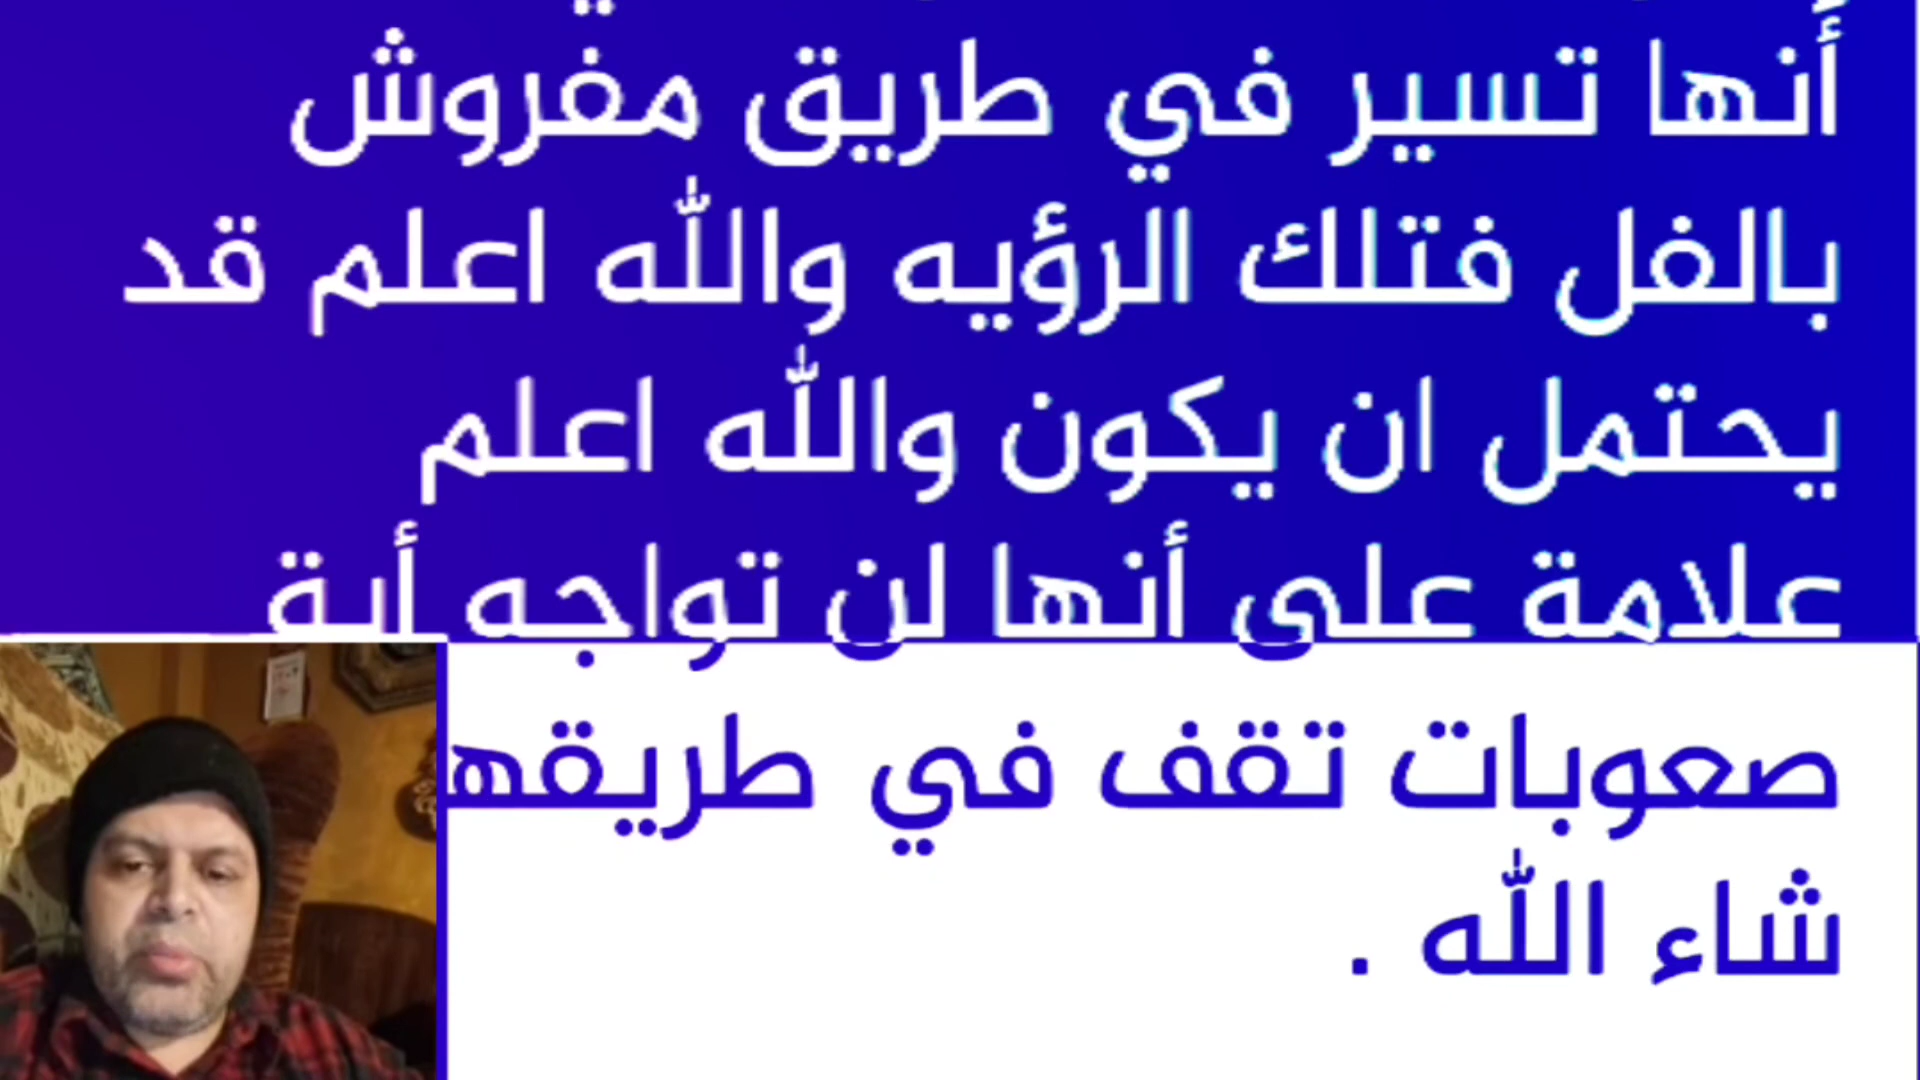 أنها تسير في طريق مفروش
بالفل فتلك الرؤيه والله اعلم قد
يحتمل ان يكون والله اعلم
علامة على أنها لن تواجه أية
صعوبات تقف في طريقه
شاء الله .